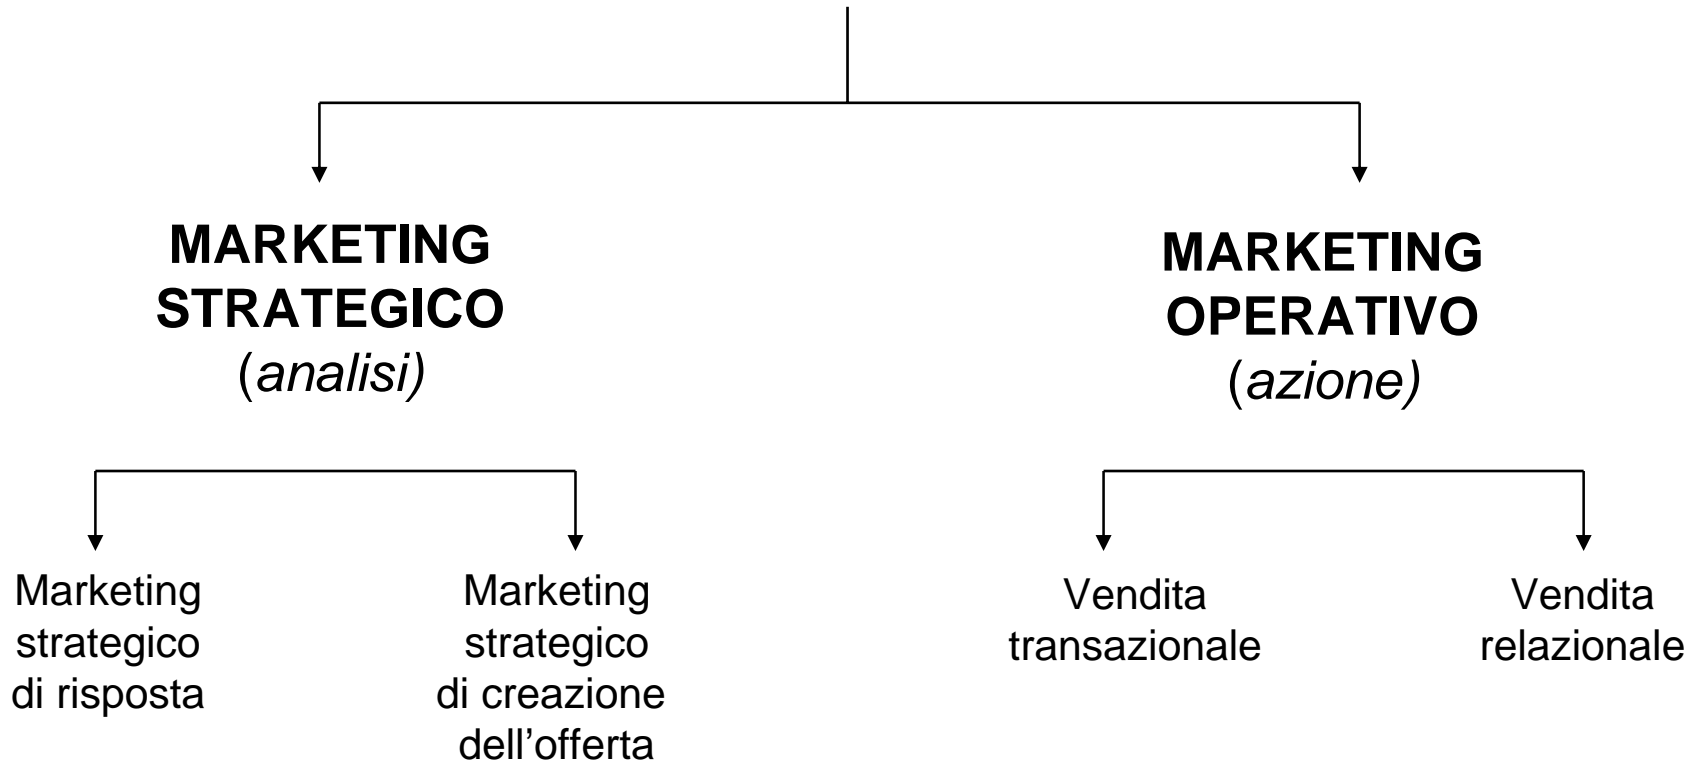 MARKETING
STRATEGICO
(analisi)
MARKETING
OPERATIVO
(azione)
Marketing
strategico
di risposta
Marketing
strategico
di creazione
dell’offerta
Vendita
transazionale
Vendita
relazionale